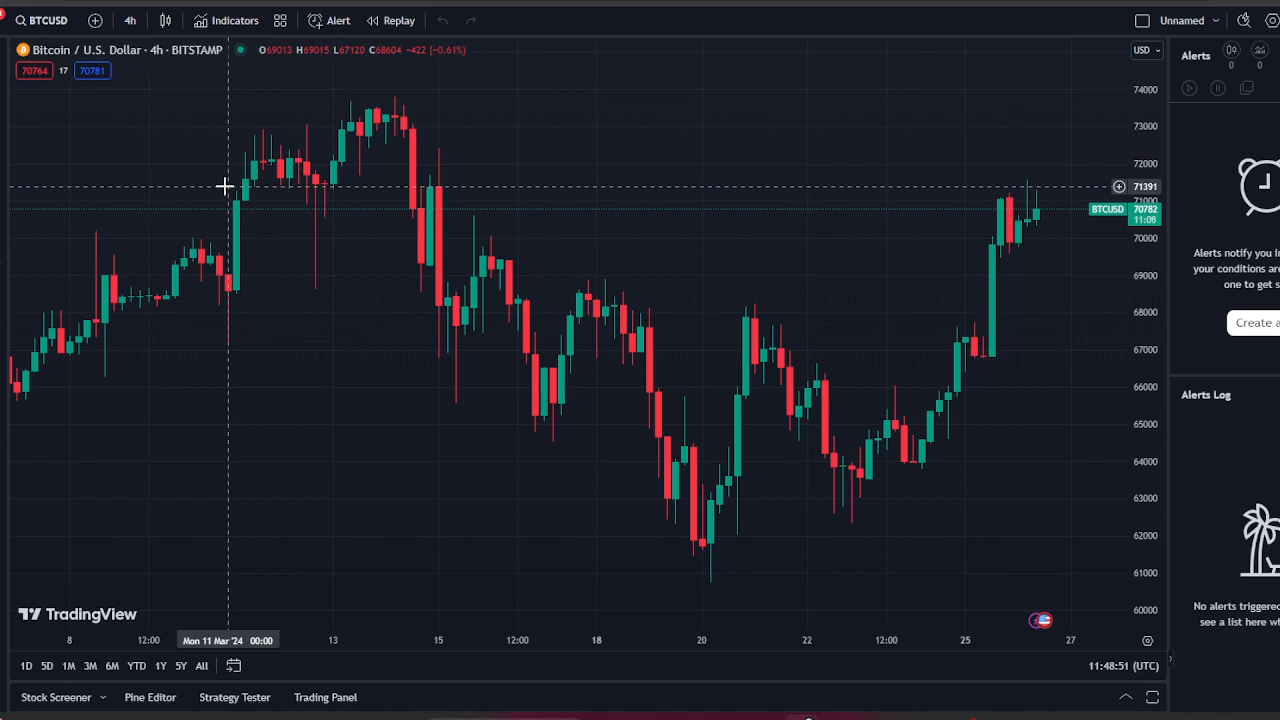 BTCUSD 4h Indicators Alert Replay Unnamed
Bitcoin / U.S. Dollar · 4h · BITSTAMP O69013 H69015 L67120 C68604 -422 (-0.61%) USD Alerts
0 0
70764 17 70781
74000
73000
72000
71391
71000
BTCUSD 70782
11:08
70000
69000
68000
67000
66000
65000
64000
63000
62000
61000
60000
Alerts notify you in
your conditions are
one to get s
Create a
Alerts Log
No alerts triggered
see a list here wh
TradingView
8 12:00 Mon 11 Mar '24 00:00 13 15 12:00 18 20 22 12:00 25 27
1D 5D 1M 3M 6M YTD 1Y 5Y All 11:48:51 (UTC)
Stock Screener Pine Editor Strategy Tester Trading Panel